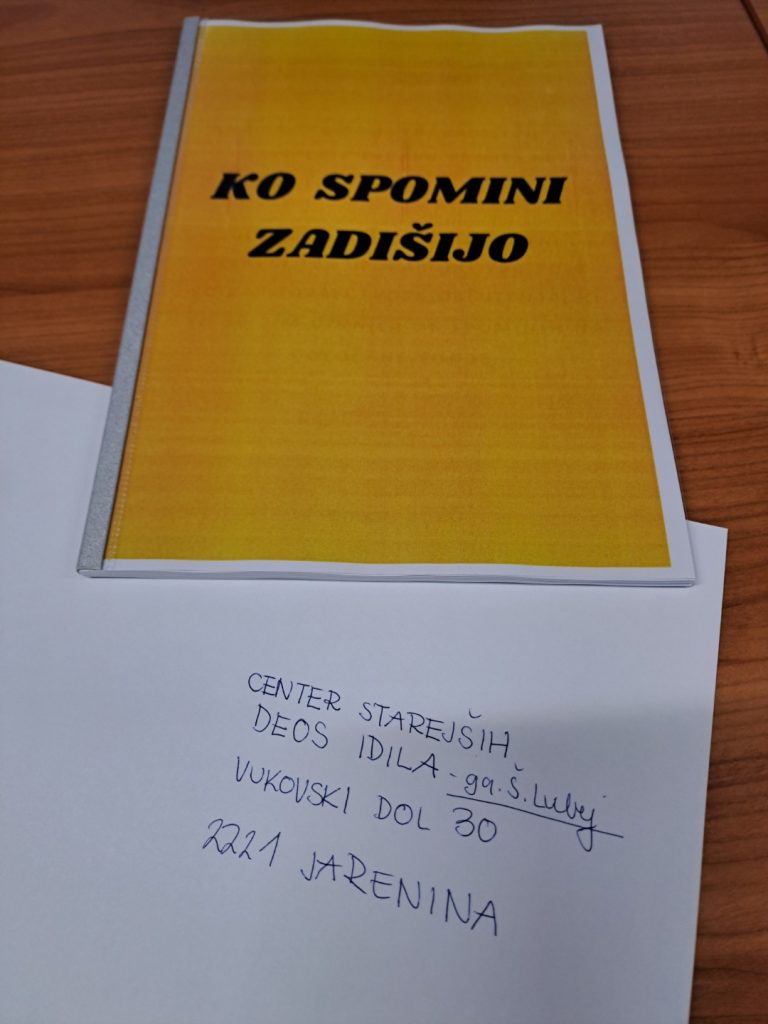 KO SPOMINI
ZADIŠIJO
CENTER STAREJŠIH
DEOS IDILA - ga. Š. Lubej
VUKOVSKI DOL 30
2221 JARENINA